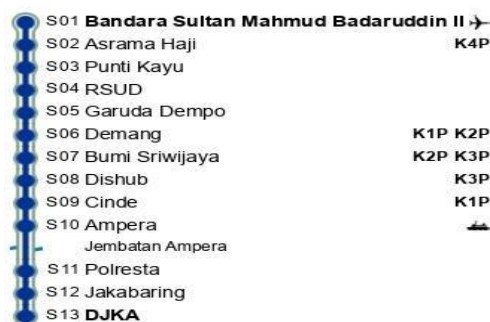 S01 Bandara Sultan Mahmud Badaruddin II
S02 Asrama Haji K4P
S03 Punti Kayu
S04 RSUD
S05 Garuda Dempo
S06 Demang K1P K2P
S07 Bumi Sriwijaya K2P K3P
S08 Dishub K3P
S09 Cinde K1P
S10 Ampera
Jembatan Ampera
S11 Polresta
S12 Jakabaring
S13 DJKA